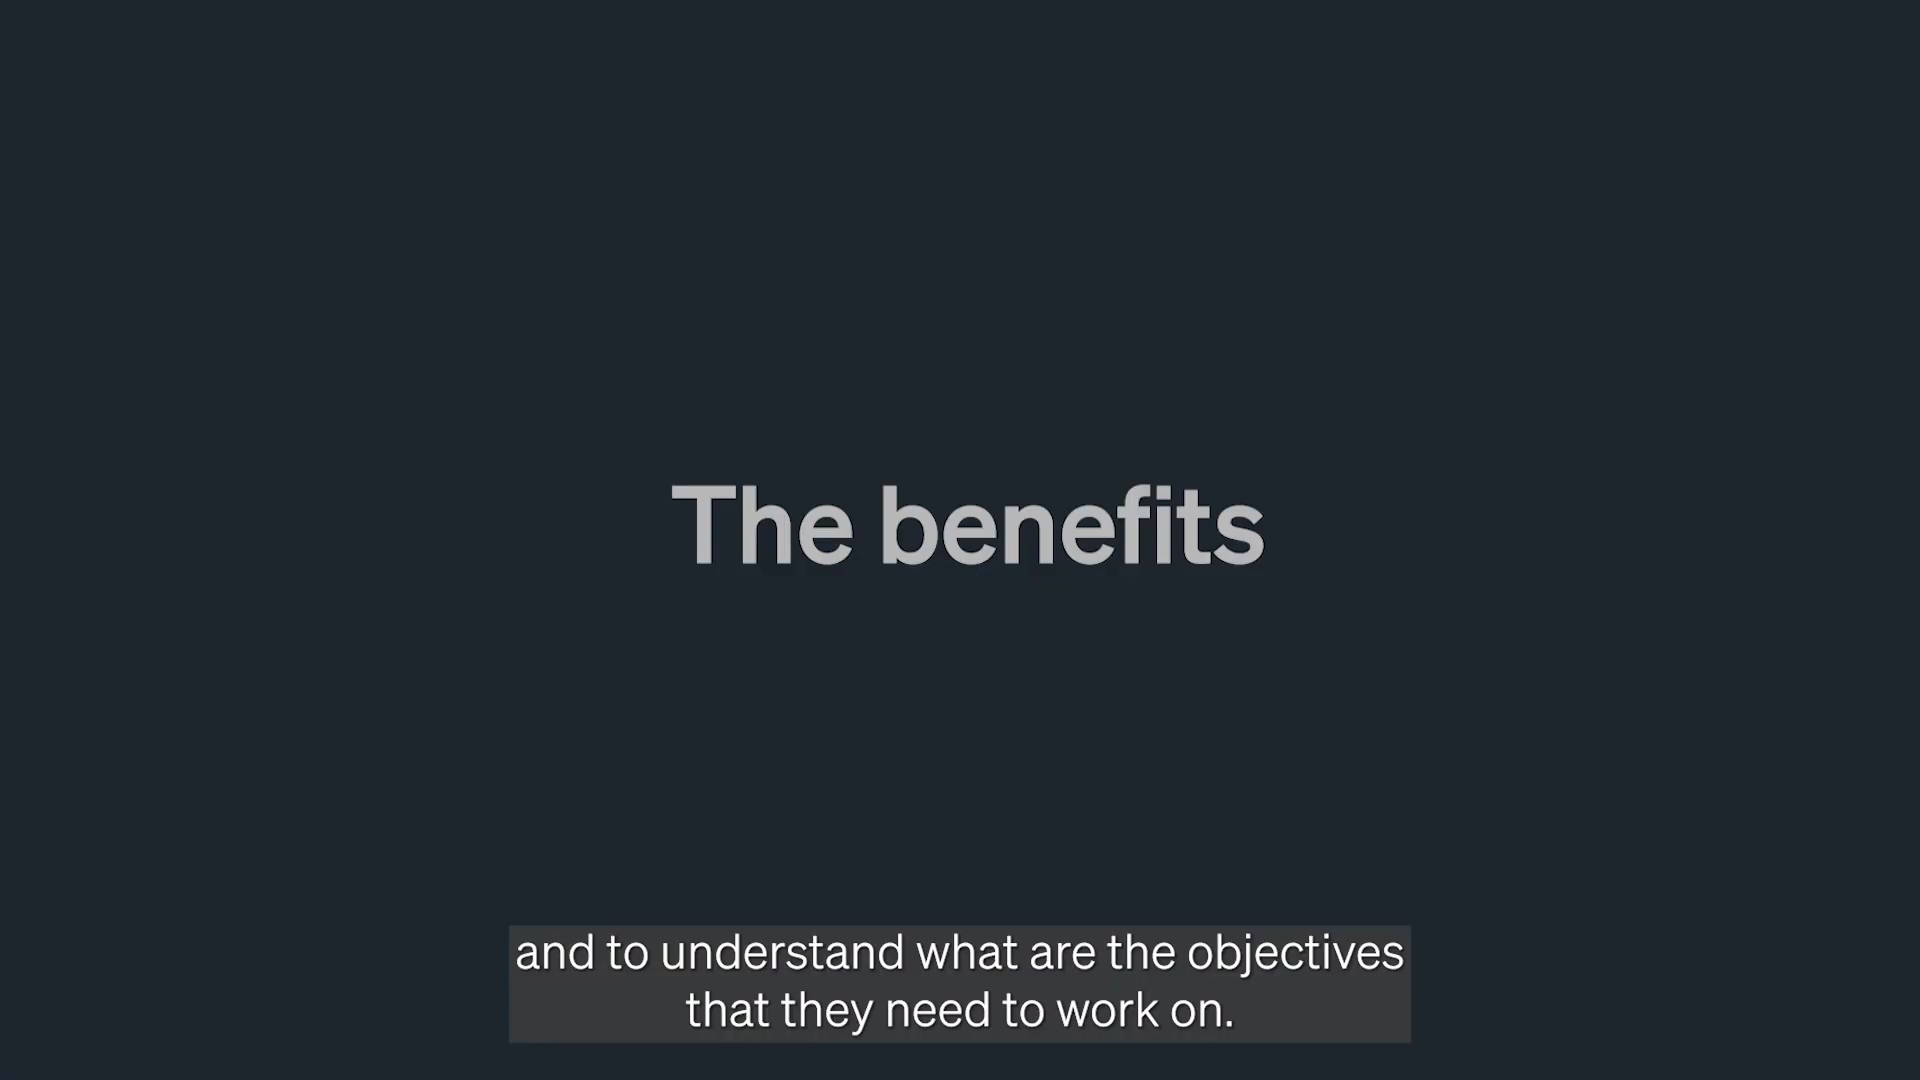 The benefits
and to understand what are the objectives
that they need to work on.